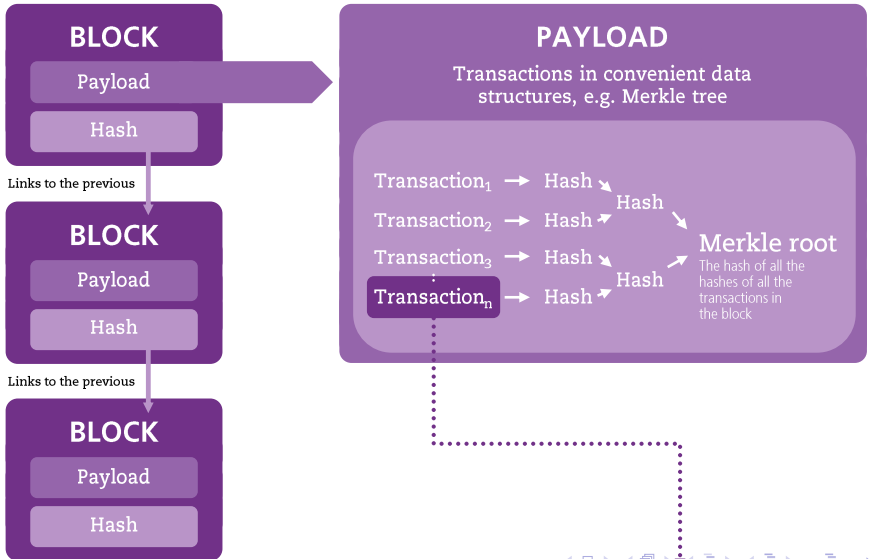 BLOCK
Payload
Hash
Links to the previous
BLOCK
Payload
Hash
Links to the previous
BLOCK
Payload
Hash
PAYLOAD
Transactions in convenient data
structures, e.g. Merkle tree
Transaction₁ → Hash
Transaction₂ → Hash
Hash
Transaction₃ → Hash
⋮
Transactionₙ → Hash
Hash
Merkle root
The hash of all the
hashes of all the
transactions in
the block